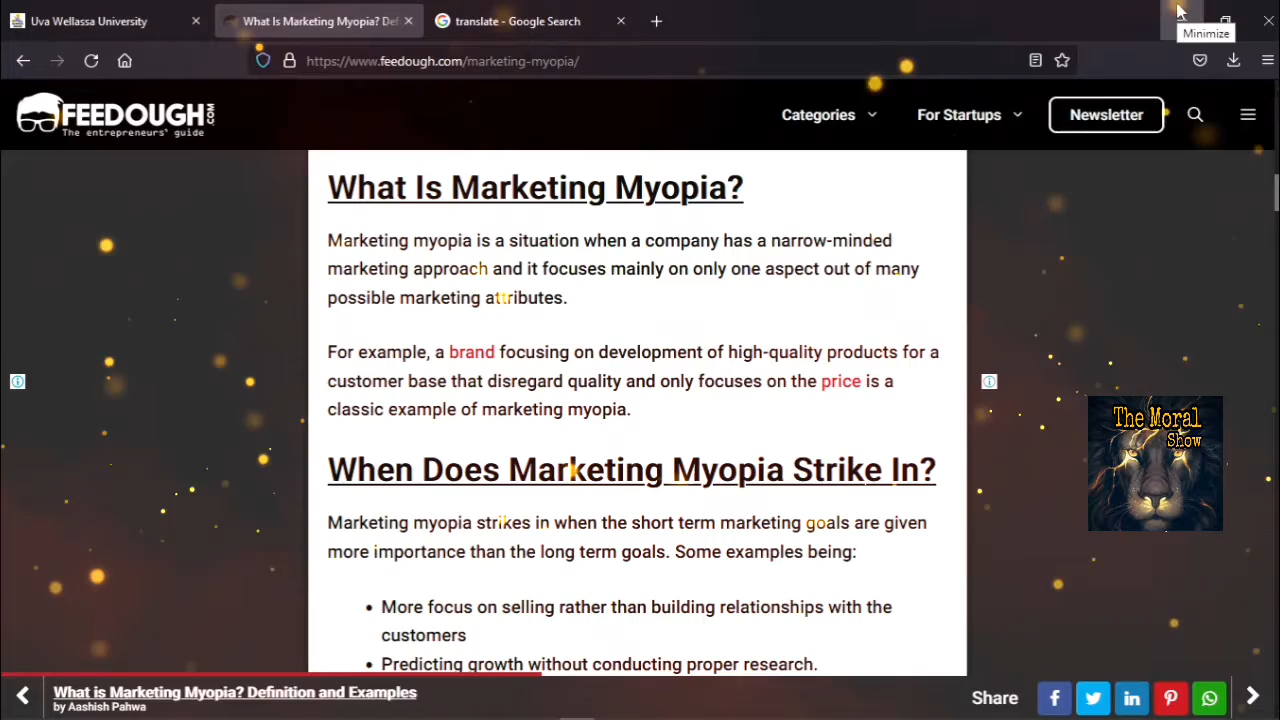 Uva Wellassa University
What Is Marketing Myopia? Def
translate - Google Search
Minimize
https://www.feedough.com/marketing-myopia/
FEEDOUGH.COM
The entrepreneurs' guide
Categories
For Startups
Newsletter
What Is Marketing Myopia?
Marketing myopia is a situation when a company has a narrow-minded
marketing approach and it focuses mainly on only one aspect out of many
possible marketing attributes.
For example, a brand focusing on development of high-quality products for a
customer base that disregard quality and only focuses on the price is a
classic example of marketing myopia.
The Moral
Show
When Does Marketing Myopia Strike In?
Marketing myopia strikes in when the short term marketing goals are given
more importance than the long term goals. Some examples being:
• More focus on selling rather than building relationships with the
customers
• Predicting growth without conducting proper research.
What is Marketing Myopia? Definition and Examples
by Aashish Pahwa
Share